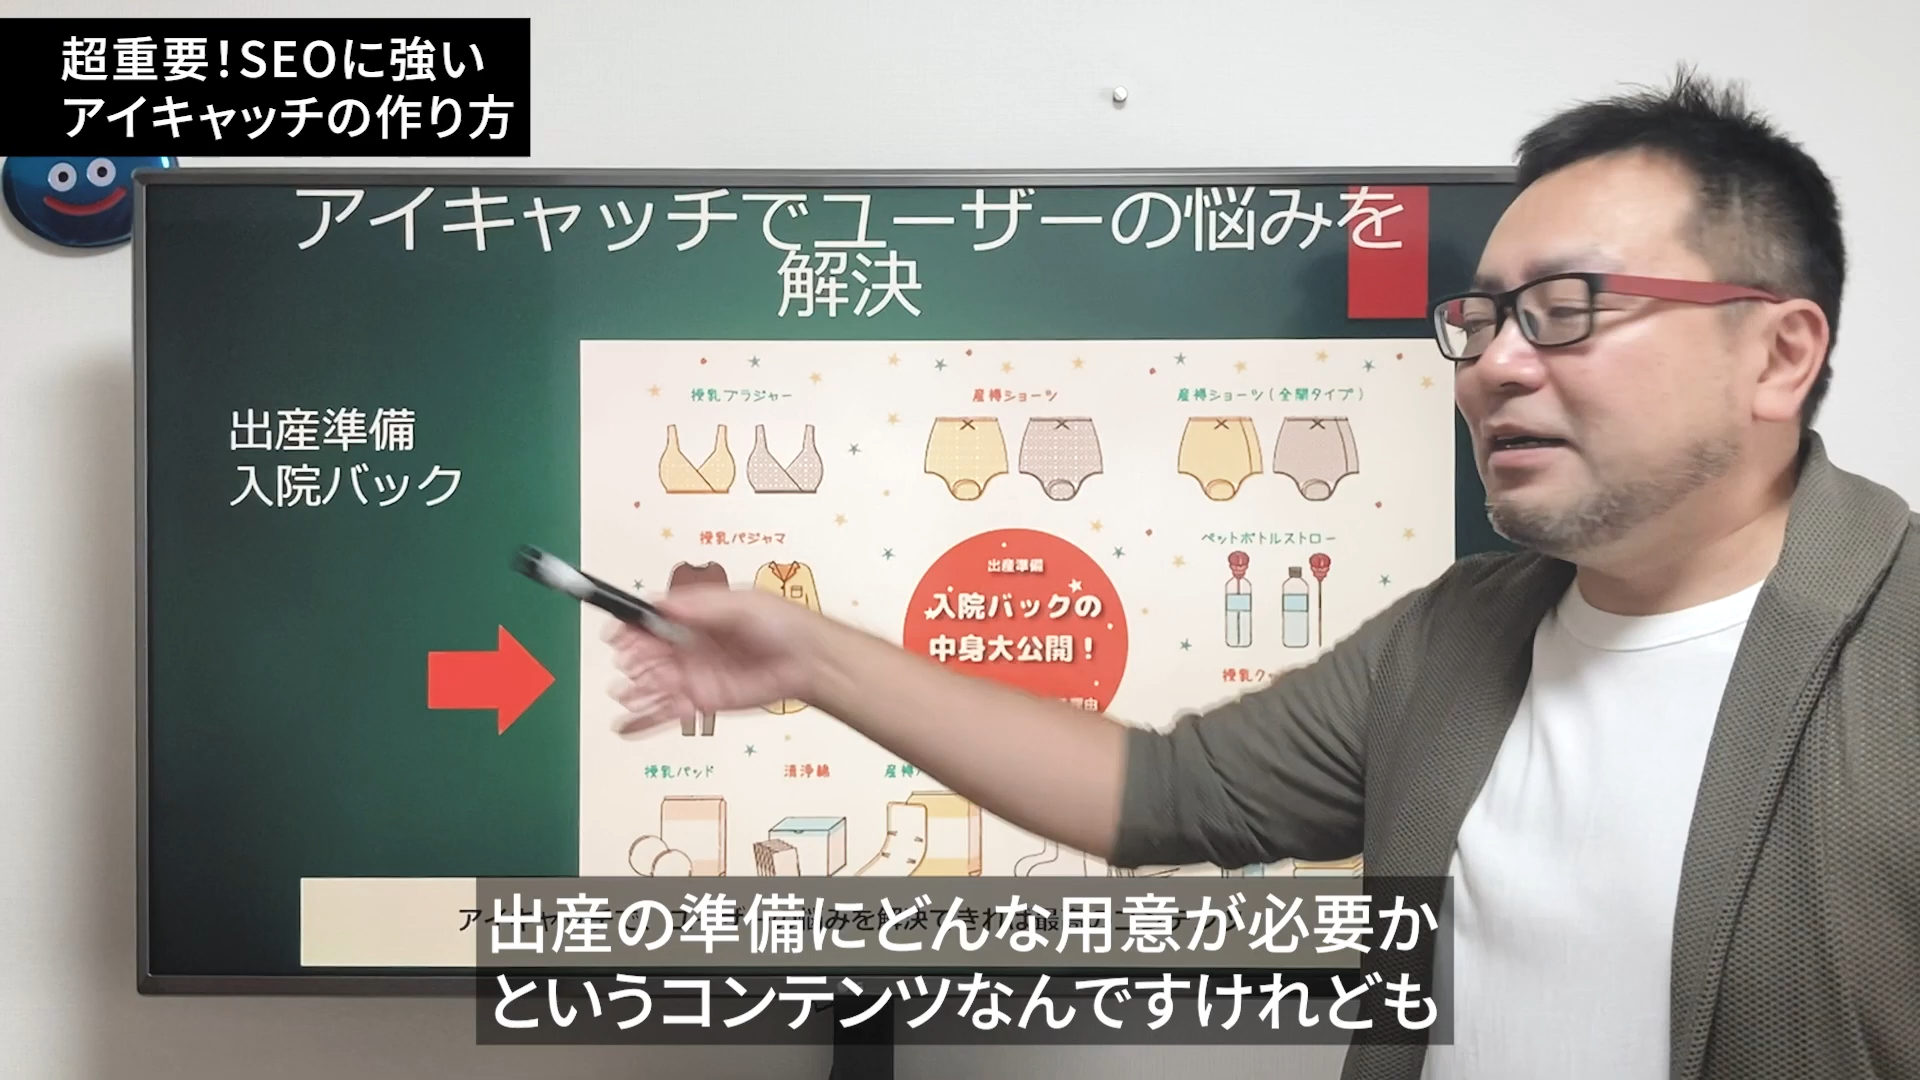 超重要！SEOに強い
アイキャッチの作り方
アイキャッチでユーザーの悩みを
解決
出産準備
入院バック
授乳ブラジャー
産褥ショーツ
産褥ショーツ(全開タイプ)
授乳パジャマ
出産準備
入院バックの
中身大公開！
理由
ペットボトルストロー
授乳ク
授乳パッド
清浄綿
産褥
出産の準備にどんな用意が必要か
というコンテンツなんですけれども